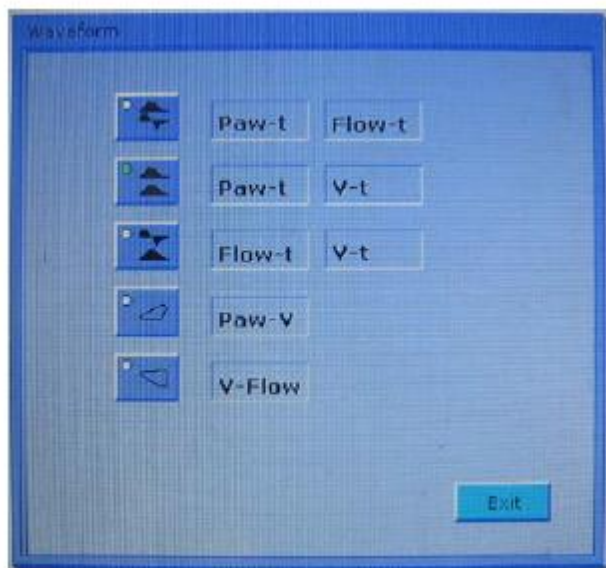 Waveform
Paw-t Flow-t
Paw-t V-t
Flow-t V-t
Paw-V
V-Flow
Exit